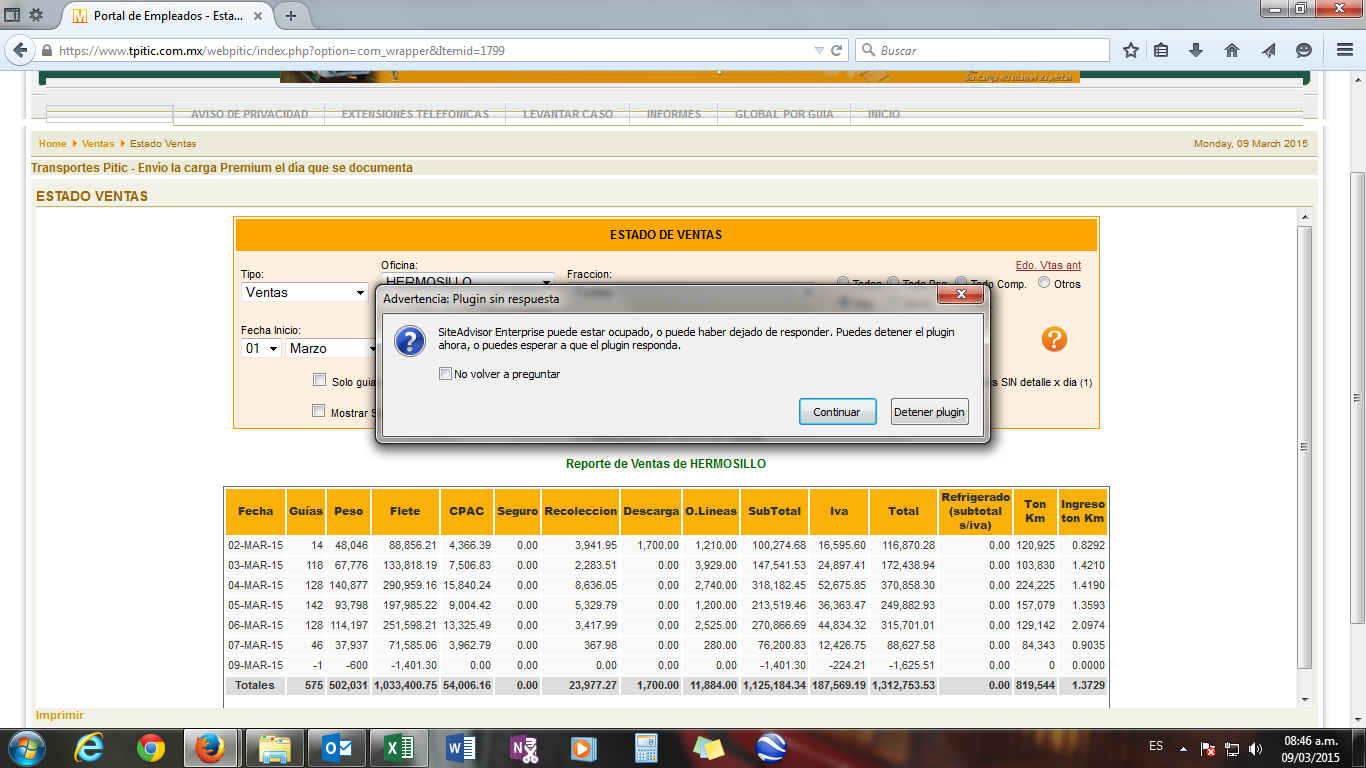 Portal de Empleados - Esta...
https://www.tpitic.com.mx/webpitic/index.php?option=com_wrapper&Itemid=1799
Buscar
Su carga en manos expertas
AVISO DE PRIVACIDAD EXTENSIONES TELEFONICAS LEVANTAR CASO INFORMES GLOBAL POR GUIA INICIO
Home Ventas Estado Ventas Monday, 09 March 2015
Transportes Pitic - Envío la carga Premium el día que se documenta
ESTADO VENTAS
ESTADO DE VENTAS
Tipo: Oficina: Fraccion: Edo. Vtas ant
Ventas HERMOSILLO Todos Todo Pag. Todo Comp. Otros
Advertencia: Plugin sin respuesta
SiteAdvisor Enterprise puede estar ocupado, o puede haber dejado de responder. Puedes detener el plugin
ahora, o puedes esperar a que el plugin responda.
No volver a preguntar
Continuar Detener plugin
Fecha Inicio:
01 Marzo
Solo guia SIN detalle x dia (1)
Mostrar S
Reporte de Ventas de HERMOSILLO
Fecha Guías Peso Flete CPAC Seguro Recoleccion Descarga O.Lineas SubTotal Iva Total Refrigerado (subtotal s/iva) Ton Km Ingreso ton Km
02-MAR-15 14 48,046 88,856.21 4,366.39 0.00 3,941.95 1,700.00 1,210.00 100,274.68 16,595.60 116,870.28 0.00 120,925 0.8292
03-MAR-15 118 67,776 133,818.19 7,506.83 0.00 2,283.51 0.00 3,929.00 147,541.53 24,897.41 172,438.94 0.00 103,830 1.4210
04-MAR-15 128 140,877 290,959.16 15,840.24 0.00 8,636.05 0.00 2,740.00 318,182.45 52,675.85 370,858.30 0.00 224,225 1.4190
05-MAR-15 142 93,798 197,985.22 9,004.42 0.00 5,329.79 0.00 1,200.00 213,519.46 36,363.47 249,882.93 0.00 157,079 1.3593
06-MAR-15 128 114,197 251,598.21 13,325.49 0.00 3,417.99 0.00 2,525.00 270,866.69 44,834.32 315,701.01 0.00 129,142 2.0974
07-MAR-15 46 37,937 71,585.06 3,962.79 0.00 367.98 0.00 280.00 76,200.83 12,426.75 88,627.58 0.00 84,343 0.9035
09-MAR-15 -1 -600 -1,401.30 0.00 0.00 0.00 0.00 0.00 -1,401.30 -224.21 -1,625.51 0.00 0 0.0000
Totales 575 502,031 1,033,400.75 54,006.16 0.00 23,977.27 1,700.00 11,884.00 1,125,184.34 187,569.19 1,312,753.53 0.00 819,544 1.3729
Imprimir
ES 08:46 a.m.
09/03/2015